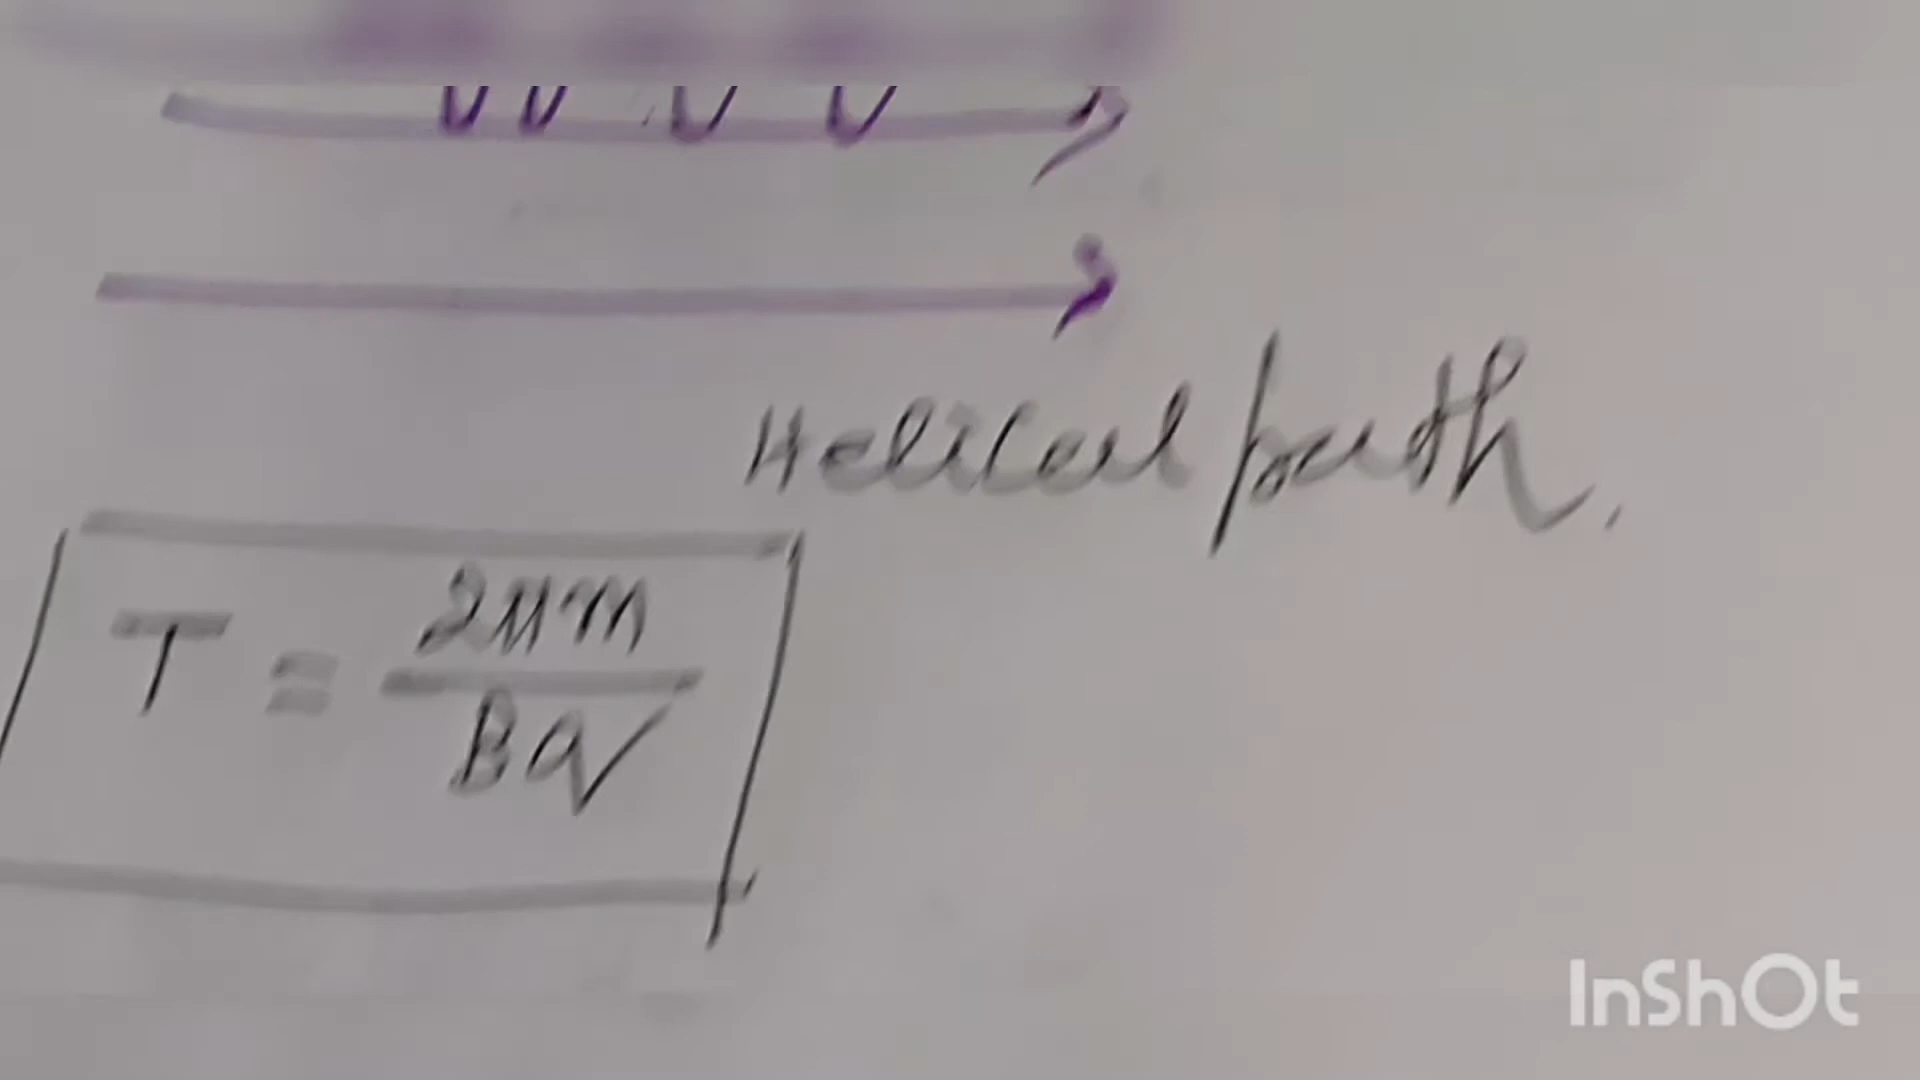 Helical path.
T = 2πm / Bq
InShOt